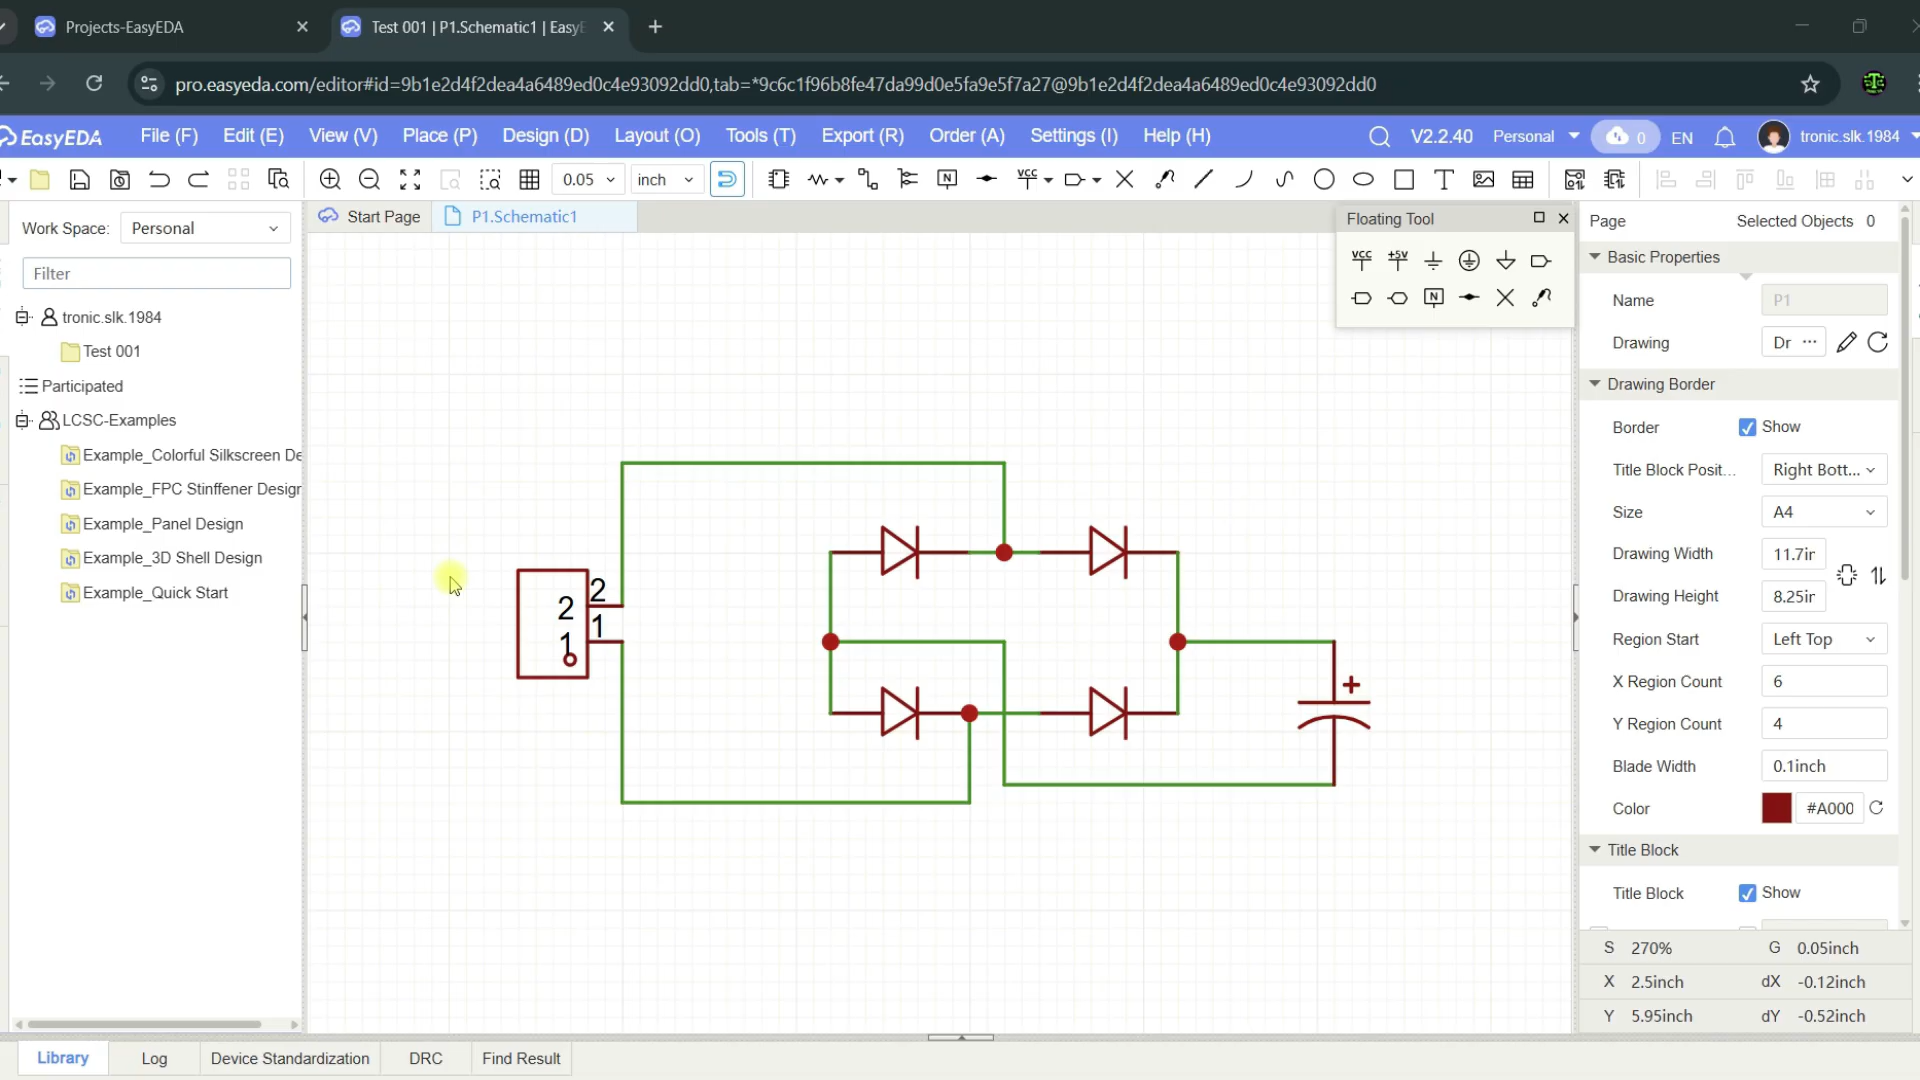 Projects-EasyEDA
Test 001 | P1.Schematic1 | EasyE
pro.easyeda.com/editor#id=9b1e2d4f2dea4a6489ed0c4e93092dd0,tab=*9c6c1f96b8fe47da99d0e5fa9e5f7a27@9b1e2d4f2dea4a6489ed0c4e93092dd0
EasyEDA File (F) Edit (E) View (V) Place (P) Design (D) Layout (O) Tools (T) Export (R) Order (A) Settings (I) Help (H) V2.2.40 Personal 0 EN tronic.slk.1984
0.05 inch N VCC T
Work Space: Personal
Filter
tronic.slk.1984
Test 001
Participated
LCSC-Examples
Example_Colorful Silkscreen De
Example_FPC Stinffener Design
Example_Panel Design
Example_3D Shell Design
Example_Quick Start
Start Page P1.Schematic1
Floating Tool
VCC +5V
N
2 2
1 1
+
Page Selected Objects 0
Basic Properties
Name P1
Drawing Dr ...
Drawing Border
Border Show
Title Block Posit... Right Bott...
Size A4
Drawing Width 11.7in
Drawing Height 8.25in
Region Start Left Top
X Region Count 6
Y Region Count 4
Blade Width 0.1inch
Color #A000
Title Block
Title Block Show
S 270% G 0.05inch
X 2.5inch dX -0.12inch
Y 5.95inch dY -0.52inch
Library Log Device Standardization DRC Find Result